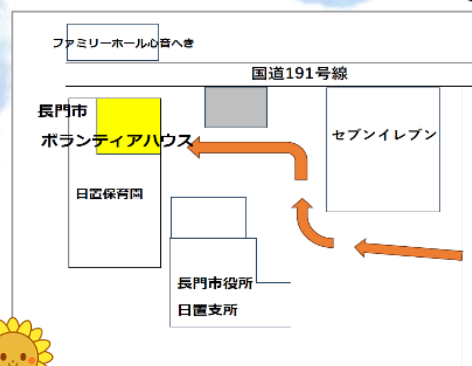 ファミリーホール心音へき
国道191号線
長門市
ボランティアハウス
セブンイレブン
日置保育園
長門市役所
日置支所